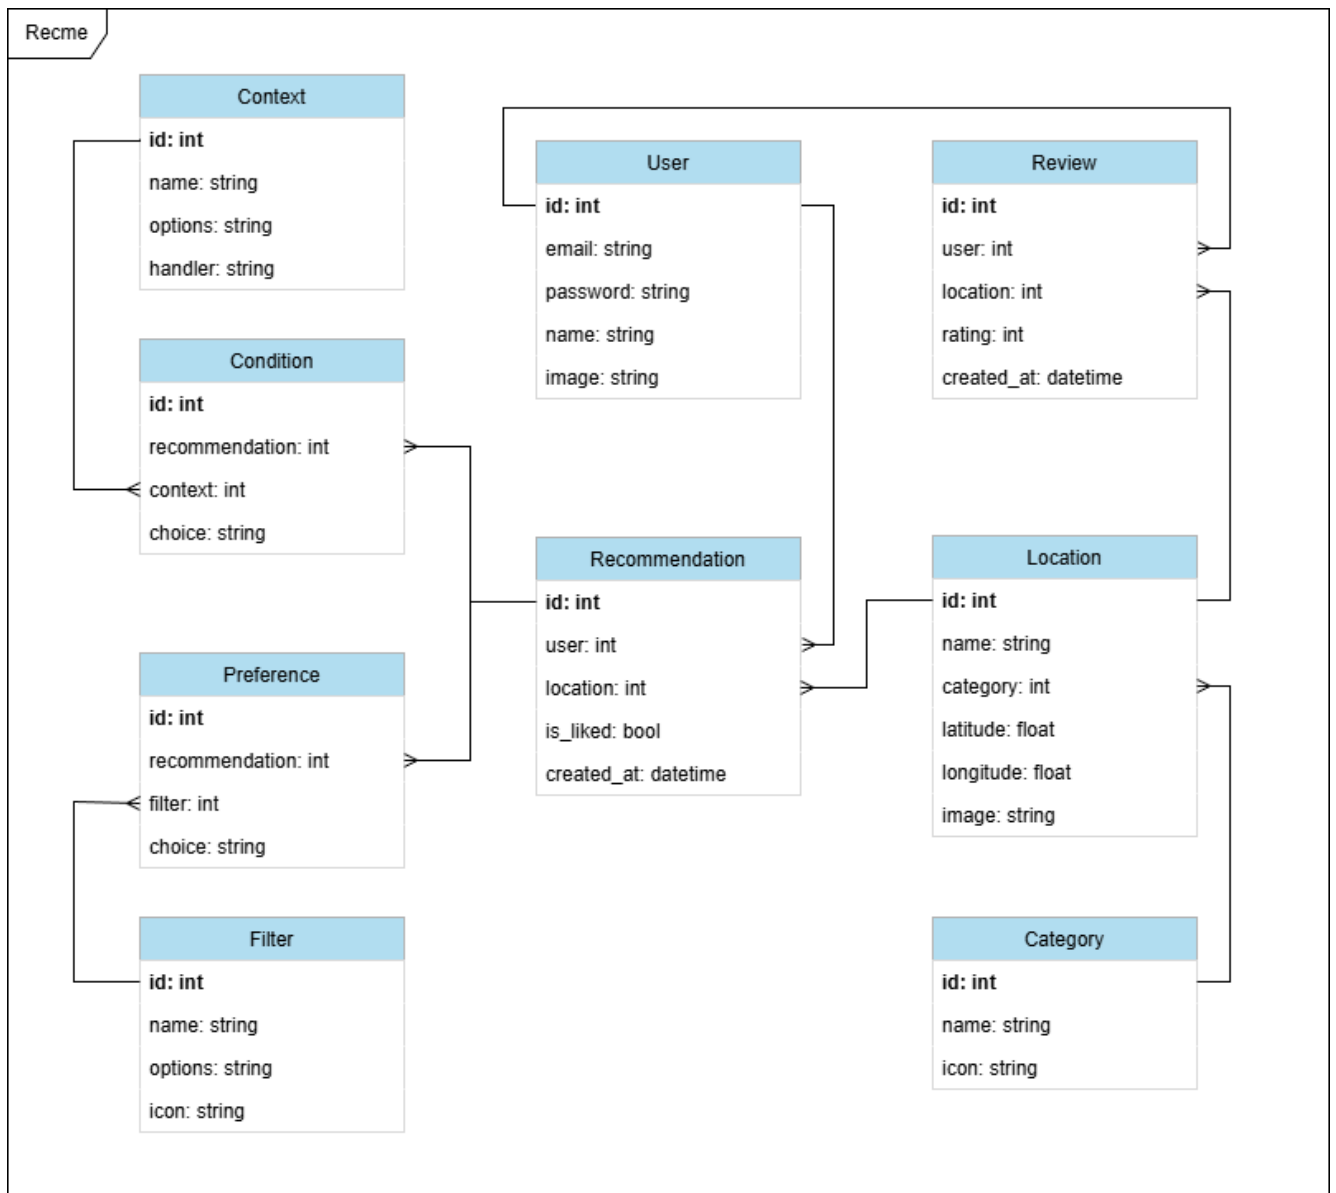 Recme
Context
id: int
name: string
options: string
handler: string
Condition
id: int
recommendation: int
context: int
choice: string
Preference
id: int
recommendation: int
filter: int
choice: string
Filter
id: int
name: string
options: string
icon: string
User
id: int
email: string
password: string
name: string
image: string
Recommendation
id: int
user: int
location: int
is_liked: bool
created_at: datetime
Review
id: int
user: int
location: int
rating: int
created_at: datetime
Location
id: int
name: string
category: int
latitude: float
longitude: float
image: string
Category
id: int
name: string
icon: string